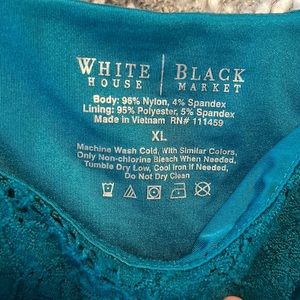 WHITE | BLACK
HOUSE | MARKET
Body: 96% Nylon, 4% Spandex
Lining: 95% Polyester, 5% Spandex
Made in Vietnam RN# 111459
XL
Machine Wash Cold, With Similar Colors,
Only Non-chlorine Bleach When Needed,
Tumble Dry Low, Cool Iron if Needed,
Do Not Dry Clean